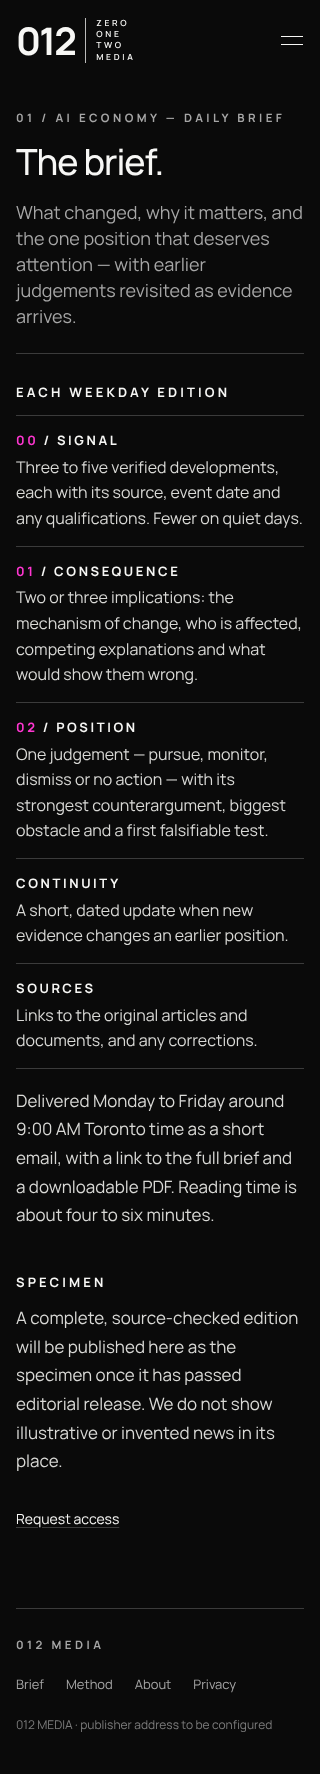 012
ZERO
ONE
TWO
MEDIA
01 / AI ECONOMY — DAILY BRIEF
The brief.
What changed, why it matters, and
the one position that deserves
attention — with earlier
judgements revisited as evidence
arrives.
EACH WEEKDAY EDITION
00 / SIGNAL
Three to five verified developments,
each with its source, event date and
any qualifications. Fewer on quiet days.
01 / CONSEQUENCE
Two or three implications: the
mechanism of change, who is affected,
competing explanations and what
would show them wrong.
02 / POSITION
One judgement — pursue, monitor,
dismiss or no action — with its
strongest counterargument, biggest
obstacle and a first falsifiable test.
CONTINUITY
A short, dated update when new
evidence changes an earlier position.
SOURCES
Links to the original articles and
documents, and any corrections.
Delivered Monday to Friday around
9:00 AM Toronto time as a short
email, with a link to the full brief and
a downloadable PDF. Reading time is
about four to six minutes.
SPECIMEN
A complete, source-checked edition
will be published here as the
specimen once it has passed
editorial release. We do not show
illustrative or invented news in its
place.
Request access
012 MEDIA
Brief Method About Privacy
012 MEDIA · publisher address to be configured